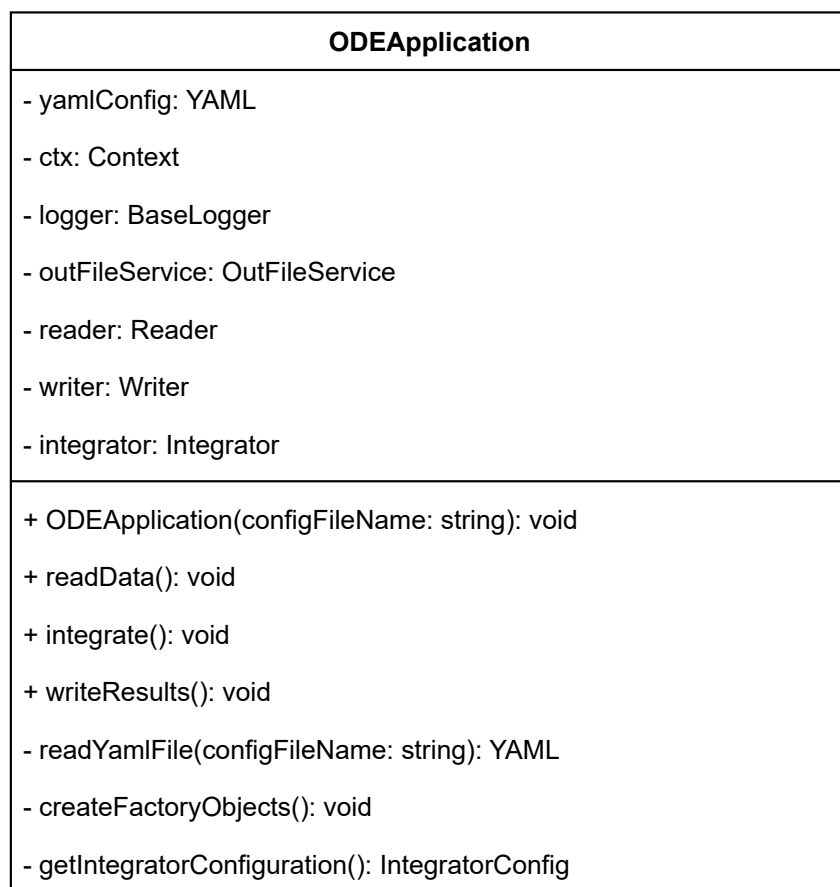 ODEApplication
- yamlConfig: YAML
- ctx: Context
- logger: BaseLogger
- outFileService: OutFileService
- reader: Reader
- writer: Writer
- integrator: Integrator
+ ODEApplication(configFileName: string): void
+ readData(): void
+ integrate(): void
+ writeResults(): void
- readYamlFile(configFileName: string): YAML
- createFactoryObjects(): void
- getIntegratorConfiguration(): IntegratorConfig